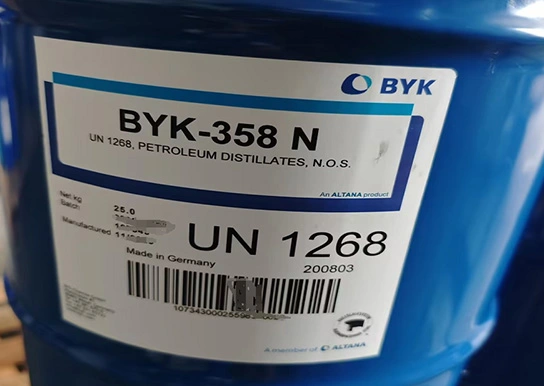 BYK
BYK-358 N
UN 1268, PETROLEUM DISTILLATES, N.O.S.
An ALTANA product
Net kg 25.0
Batch
Manufactured
UN 1268
Made in Germany
200803
A member of ALTANA